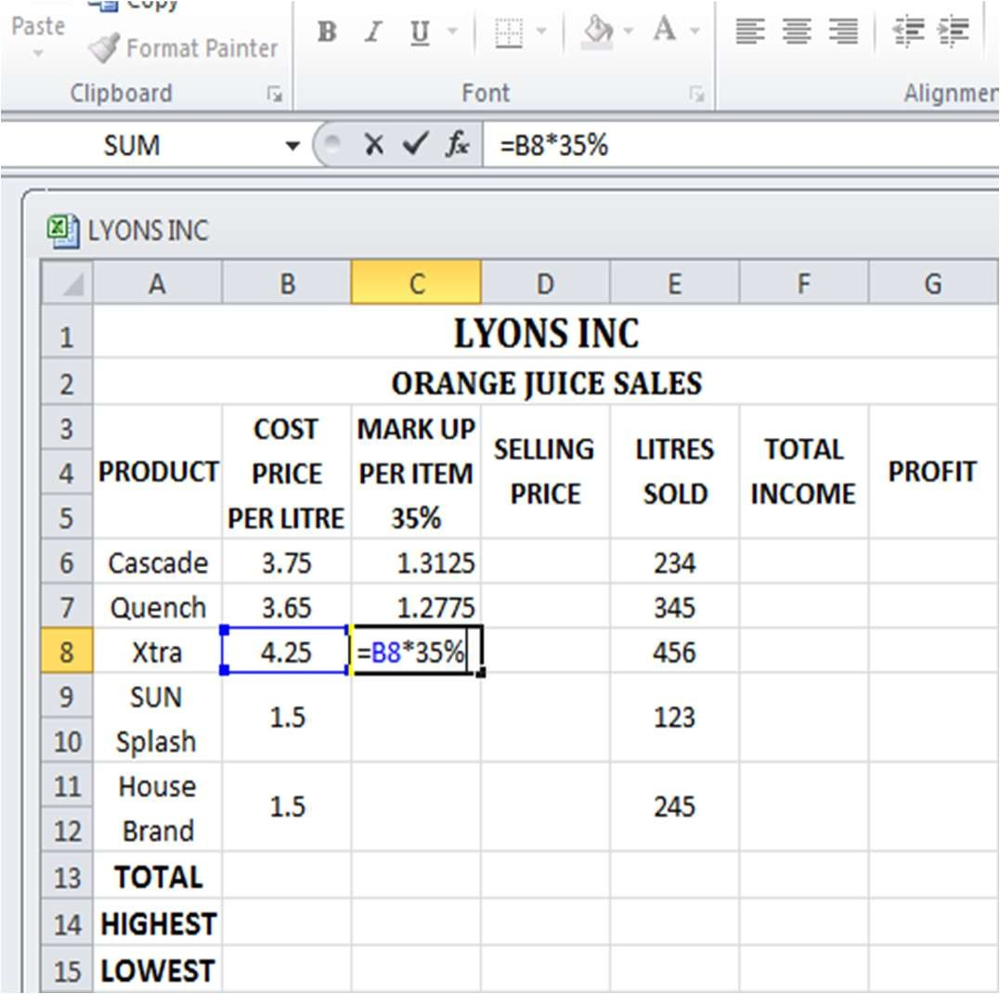 Paste
Copy
Format Painter
B I U A
Clipboard Font Alignmen
SUM fx =B8*35%
LYONS INC
A B C D E F G
1 LYONS INC
2 ORANGE JUICE SALES
3 COST MARK UP
SELLING LITRES TOTAL
4 PRODUCT PRICE PER ITEM PROFIT
PRICE SOLD INCOME
5 PER LITRE 35%
6 Cascade 3.75 1.3125 234
7 Quench 3.65 1.2775 345
8 Xtra 4.25 =B8*35% 456
9 SUN
1.5 123
10 Splash
11 House
1.5 245
12 Brand
13 TOTAL
14 HIGHEST
15 LOWEST